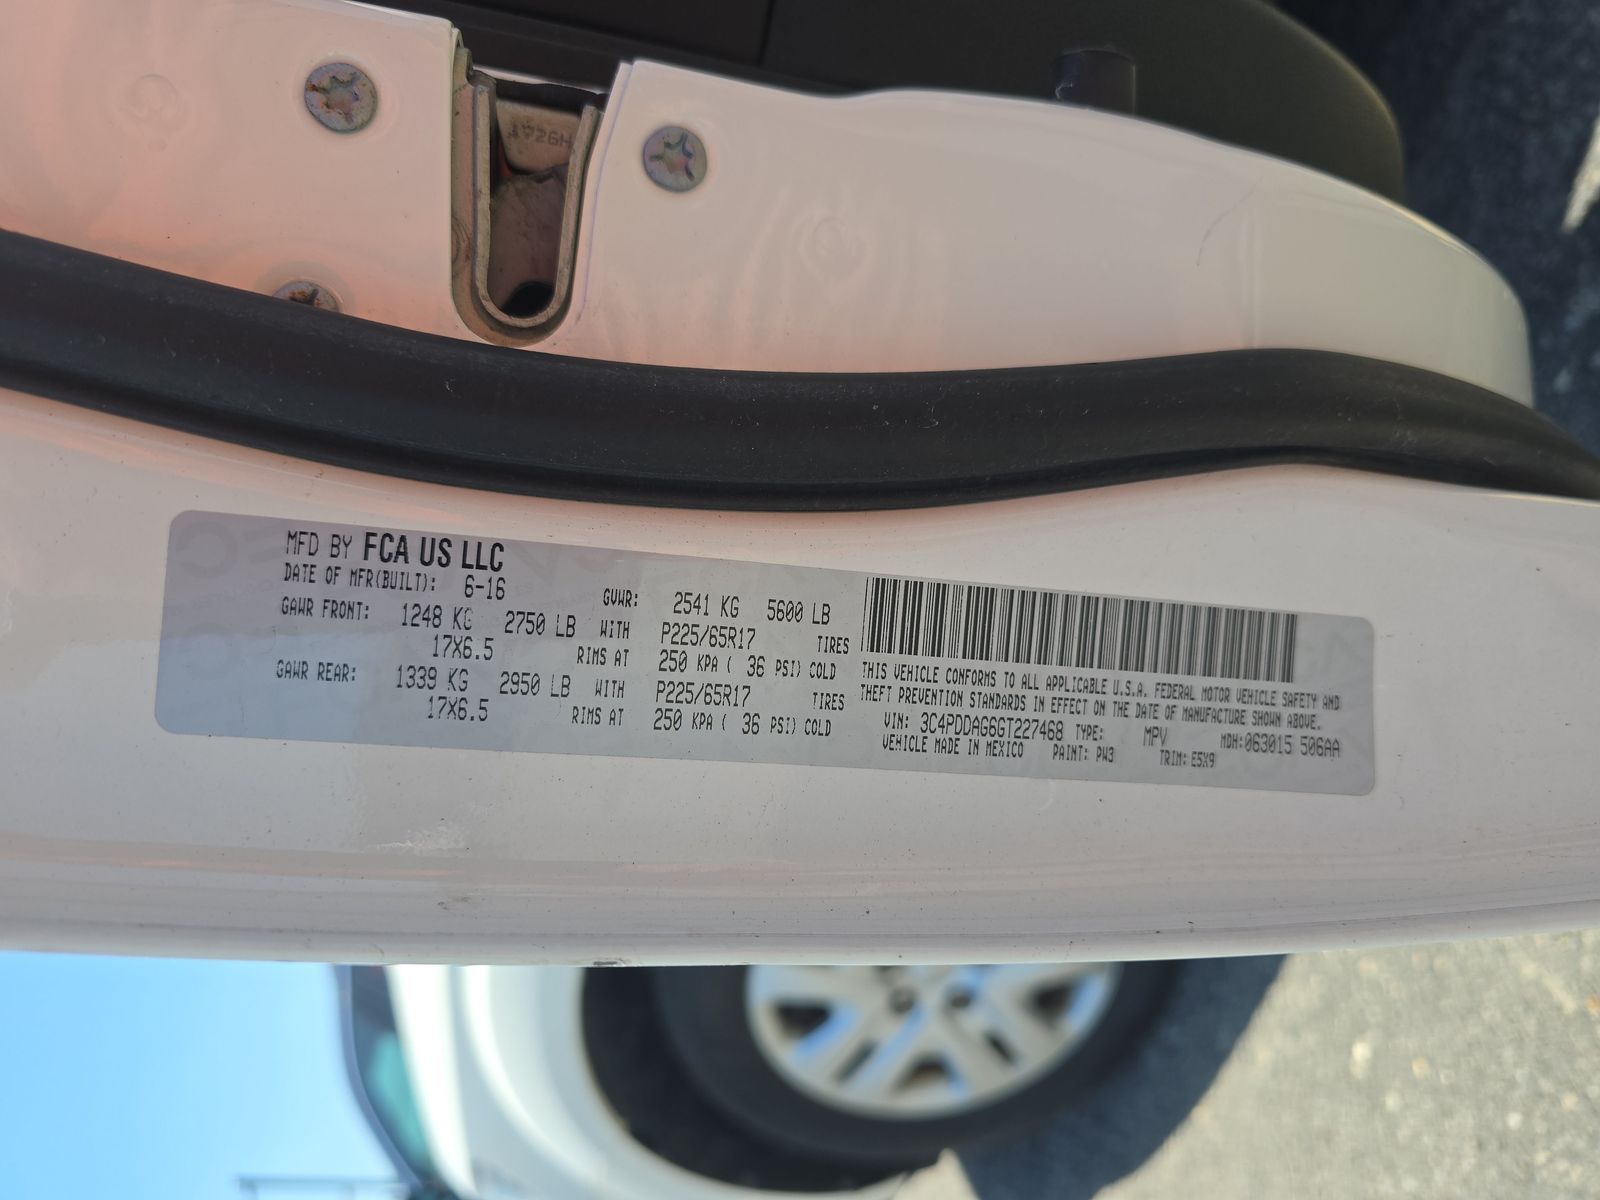 1726H
MFD BY FCA US LLC
DATE OF MFR(BUILT): 6-16 GVWR: 2541 KG 5600 LB
GAWR FRONT: 1248 KG 2750 LB WITH P225/65R17 TIRES
17X6.5 RIMS AT 250 KPA ( 36 PSI) COLD
GAWR REAR: 1339 KG 2950 LB WITH P225/65R17 TIRES
17X6.5 RIMS AT 250 KPA ( 36 PSI) COLD
THIS VEHICLE CONFORMS TO ALL APPLICABLE U.S.A. FEDERAL MOTOR VEHICLE SAFETY AND
THEFT PREVENTION STANDARDS IN EFFECT ON THE DATE OF MANUFACTURE SHOWN ABOVE.
VIN: 3C4PDDAG6GT227468 TYPE: MPV MDH:063015 506AA
VEHICLE MADE IN MEXICO PAINT: PW3 TRIM: E5X9